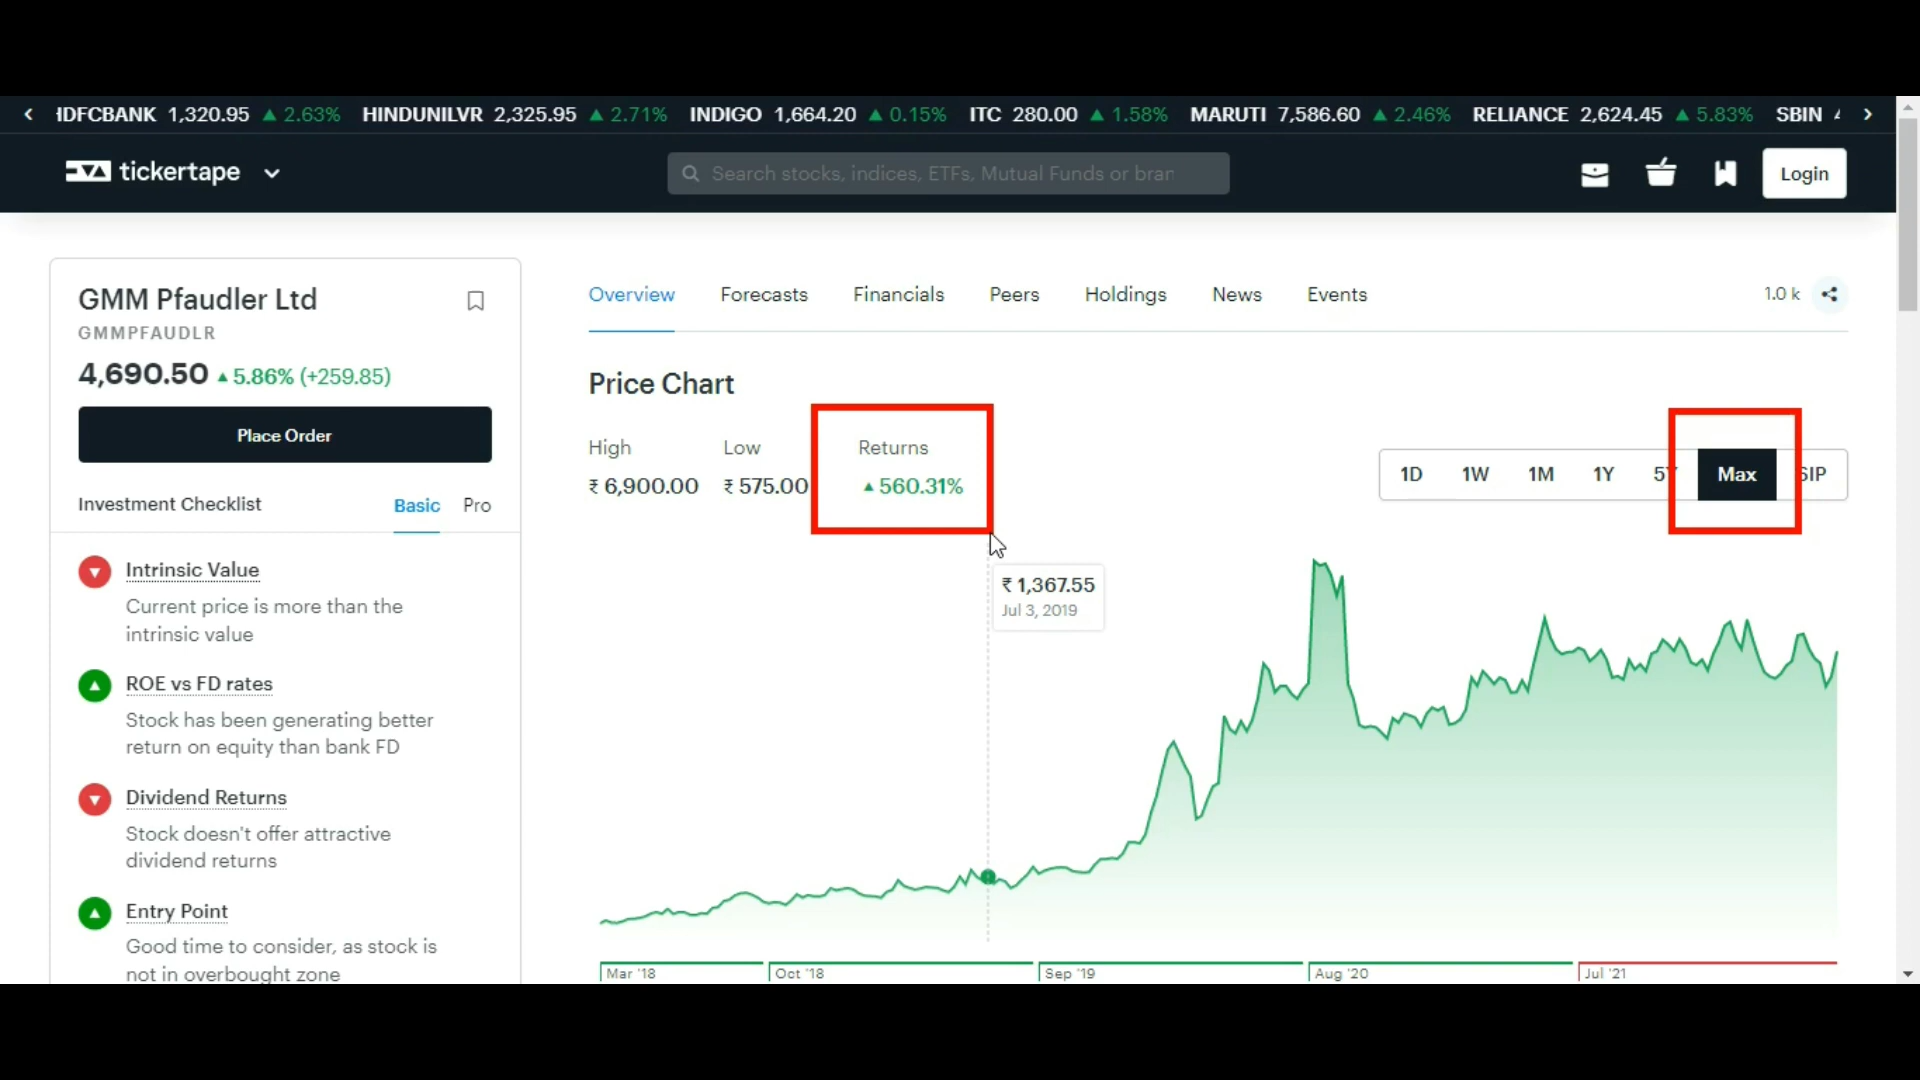 IDFCBANK 1,320.95 ▲ 2.63% HINDUNILVR 2,325.95 ▲ 2.71% INDIGO 1,664.20 ▲ 0.15% ITC 280.00 ▲ 1.58% MARUTI 7,586.60 ▲ 2.46% RELIANCE 2,624.45 ▲ 5.83% SBIN
tickertape
Search stocks, indices, ETFs, Mutual Funds or brar
Login
GMM Pfaudler Ltd
GMMPFAUDLR
4,690.50 ▲ 5.86% (+259.85)
Place Order
Investment Checklist Basic Pro
Intrinsic Value
Current price is more than the
intrinsic value
ROE vs FD rates
Stock has been generating better
return on equity than bank FD
Dividend Returns
Stock doesn't offer attractive
dividend returns
Entry Point
Good time to consider, as stock is
not in overbought zone
Overview Forecasts Financials Peers Holdings News Events
1.0 k
Price Chart
High Low Returns
₹ 6,900.00 ₹ 575.00 ▲ 560.31%
1D 1W 1M 1Y 5Y Max SIP
₹ 1,367.55
Jul 3, 2019
Mar '18 Oct '18 Sep '19 Aug '20 Jul '21